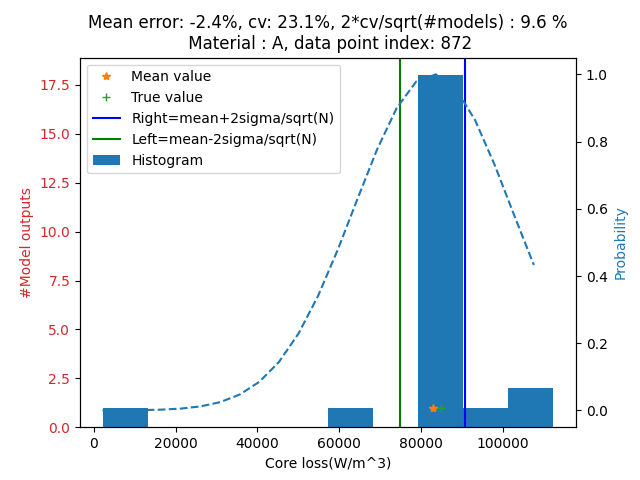 Mean error: -2.4%, cv: 23.1%, 2*cv/sqrt(#models) : 9.6 %
Material : A, data point index: 872
Mean value
True value
Right=mean+2sigma/sqrt(N)
Left=mean-2sigma/sqrt(N)
Histogram
#Model outputs
17.5
15.0
12.5
10.0
7.5
5.0
2.5
0.0
Probability
1.0
0.8
0.6
0.4
0.2
0.0
0 20000 40000 60000 80000 100000
Core loss(W/m^3)